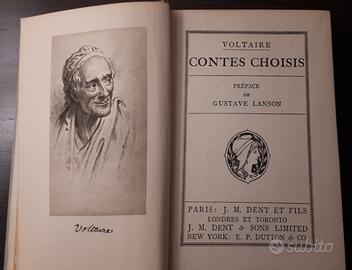 Voltaire
VOLTAIRE
CONTES CHOISIS
PRÉFACE
DE
GUSTAVE LANSON
PARIS: J. M. DENT ET FILS
LONDRES ET TORONTO
J. M. DENT & SONS LIMITED
NEW YORK: E. P. DUTTON & CO
subito